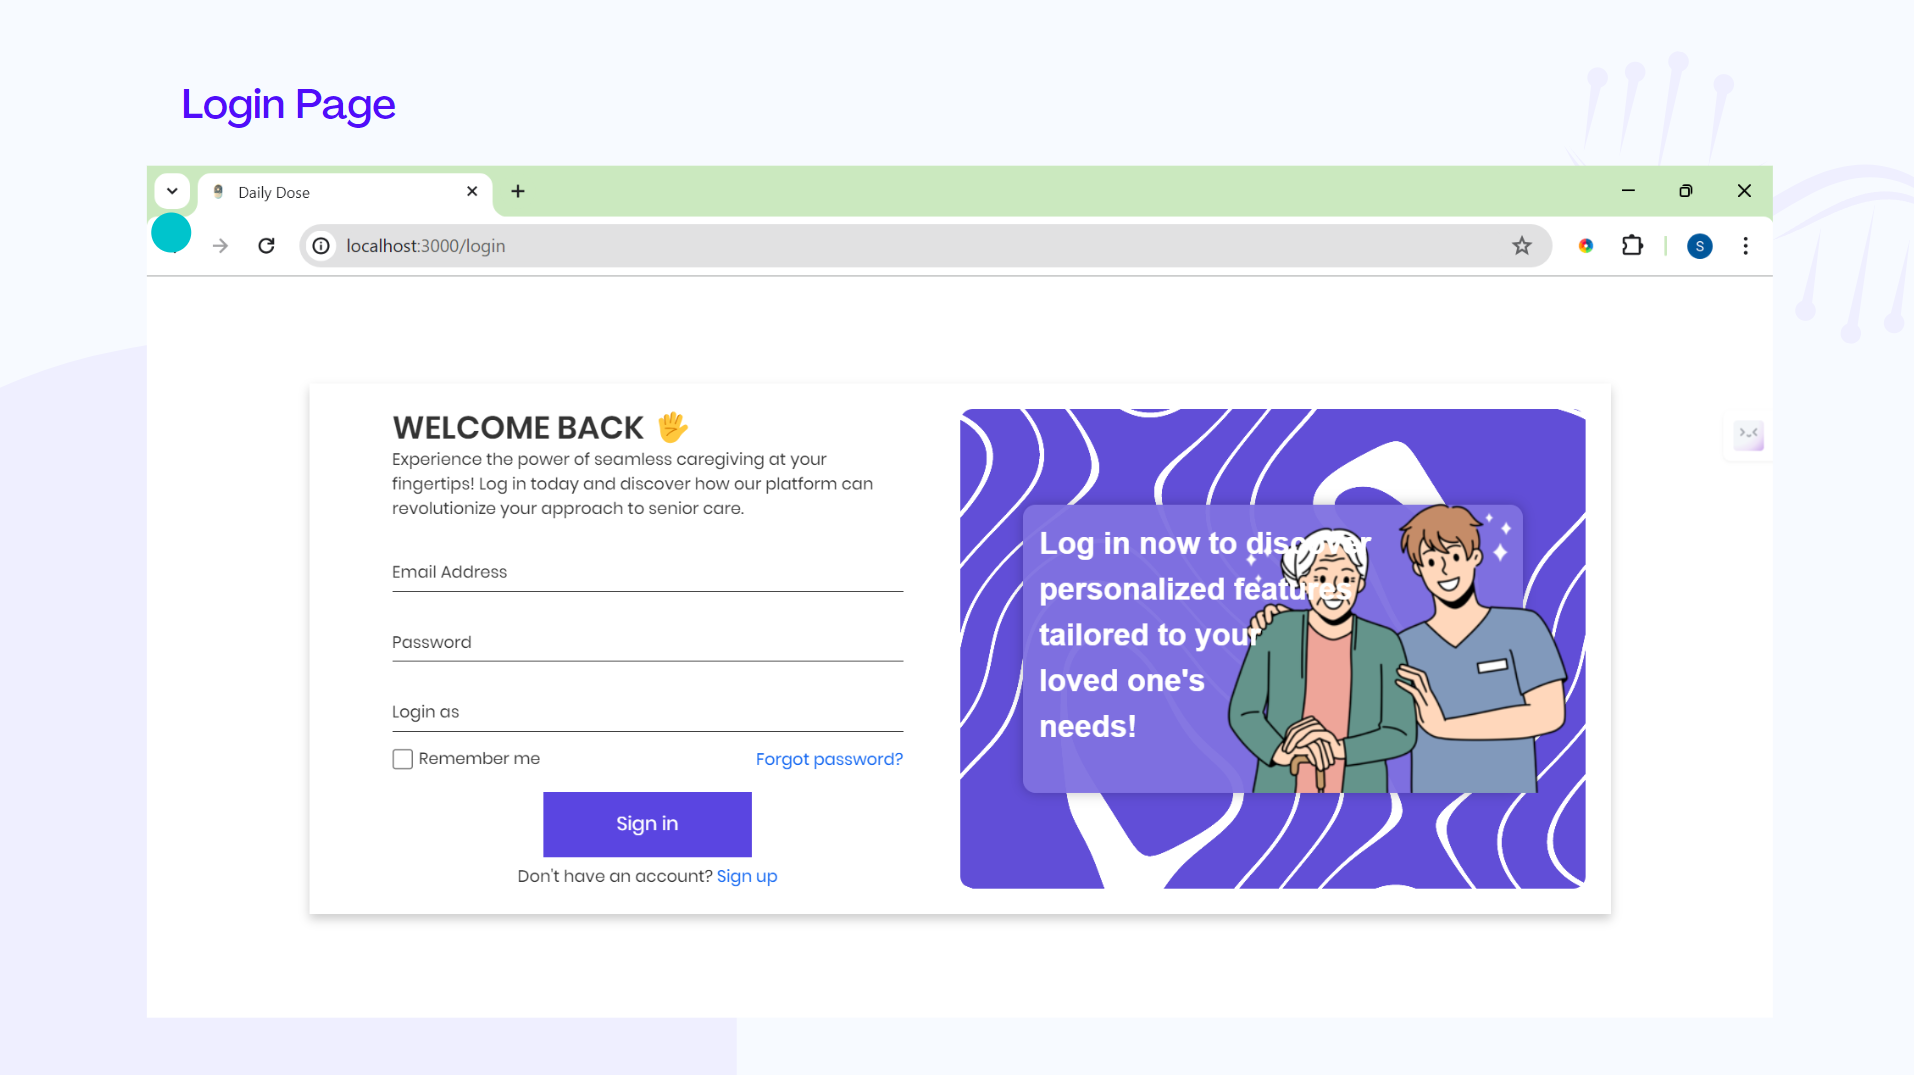 Login Page
Daily Dose
localhost:3000/login
S
WELCOME BACK 🖐
Experience the power of seamless caregiving at your
fingertips! Log in today and discover how our platform can
revolutionize your approach to senior care.
Email Address
Password
Login as
Remember me
Forgot password?
Sign in
Don't have an account? Sign up
Log in now to discover
personalized features
tailored to your
loved one's
needs!